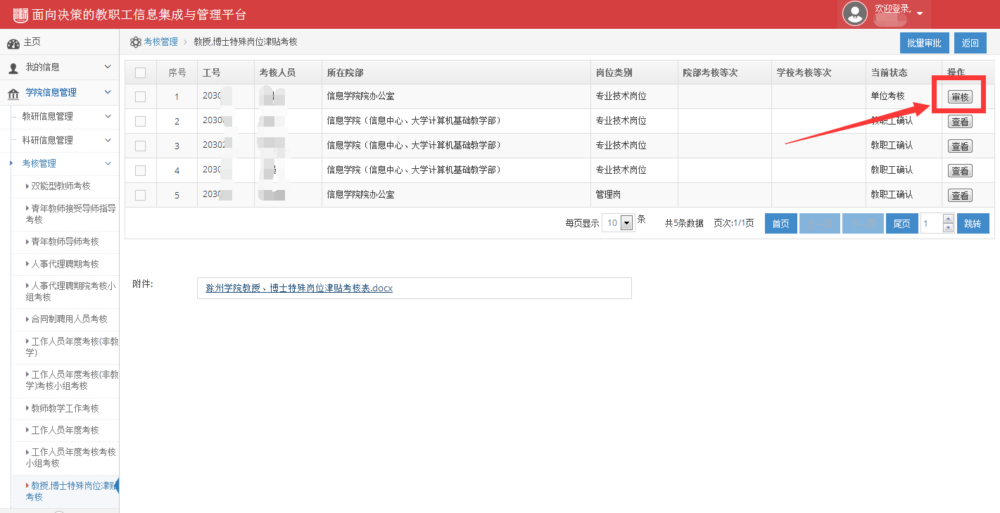 面向决策的教职工信息集成与管理平台
欢迎登录,
主页
我的信息
学院信息管理
教研信息管理
科研信息管理
考核管理
双能型教师考核
青年教师接受导师指导
考核
青年教师导师考核
人事代理聘期考核
人事代理聘期院考核小
组考核
合同制聘用人员考核
工作人员年度考核(非教
学)
工作人员年度考核(非教
学)考核小组考核
教师教学工作考核
工作人员年度考核
工作人员年度考核考核
小组考核
教授,博士特殊岗位津贴
考核
考核管理 > 教授,博士特殊岗位津贴考核
批量审批 返回
序号 工号 考核人员 所在院部 岗位类别 院部考核等次 学校考核等次 当前状态 操作
1 2030 信息学院院办公室 专业技术岗位 单位考核 审核
2 2030 信息学院（信息中心、大学计算机基础教学部） 专业技术岗位 教职工确认 查看
3 20302 信息学院（信息中心、大学计算机基础教学部） 专业技术岗位 教职工确认 查看
4 2030 信息学院（信息中心、大学计算机基础教学部） 专业技术岗位 教职工确认 查看
5 2030 信息学院院办公室 管理岗 教职工确认 查看
每页显示 10 条 共5条数据 页次:1/1页 首页 上一页 下一页 尾页 1 跳转
附件:
滁州学院教授、博士特殊岗位津贴考核表.docx